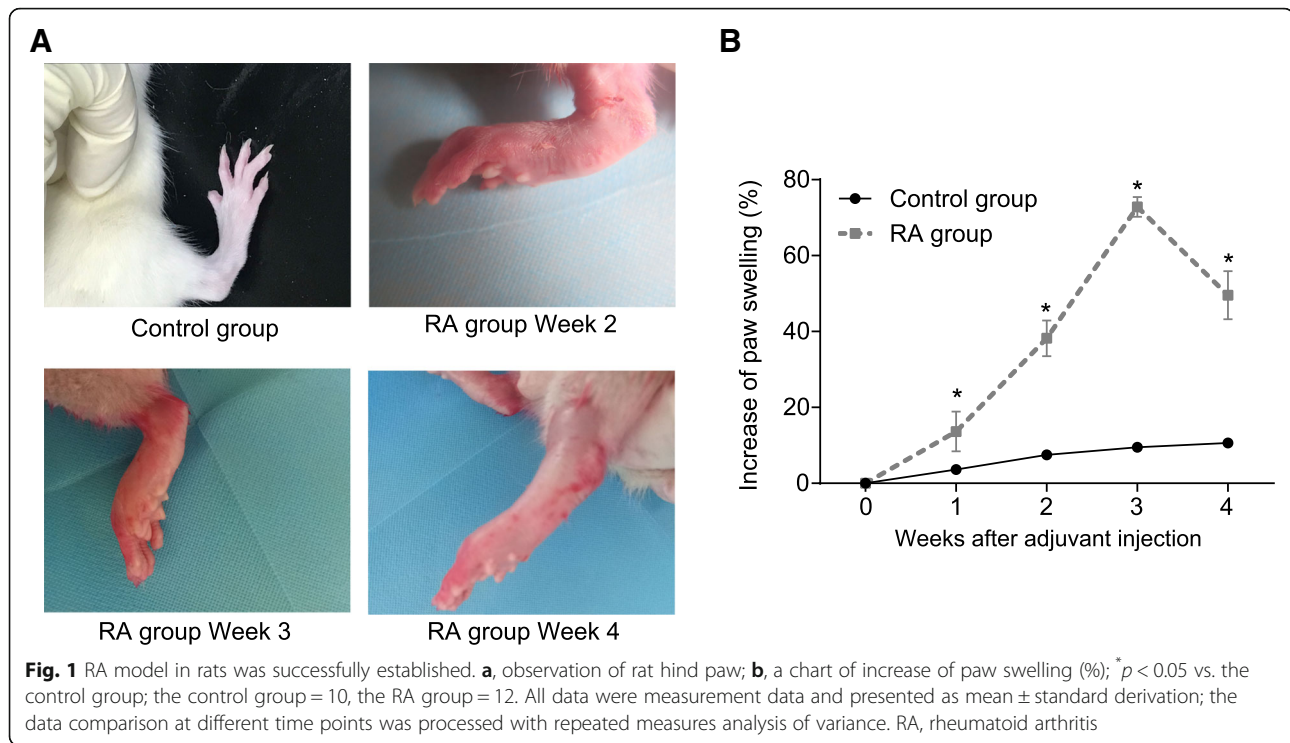 A
Control group
RA group Week 2
RA group Week 3
RA group Week 4
B
Increase of paw swelling (%)
80
60
40
20
0
Control group
RA group
*
*
*
*
0 1 2 3 4
Weeks after adjuvant injection
Fig. 1 RA model in rats was successfully established. a, observation of rat hind paw; b, a chart of increase of paw swelling (%); *p < 0.05 vs. the
control group; the control group = 10, the RA group = 12. All data were measurement data and presented as mean ± standard derivation; the
data comparison at different time points was processed with repeated measures analysis of variance. RA, rheumatoid arthritis